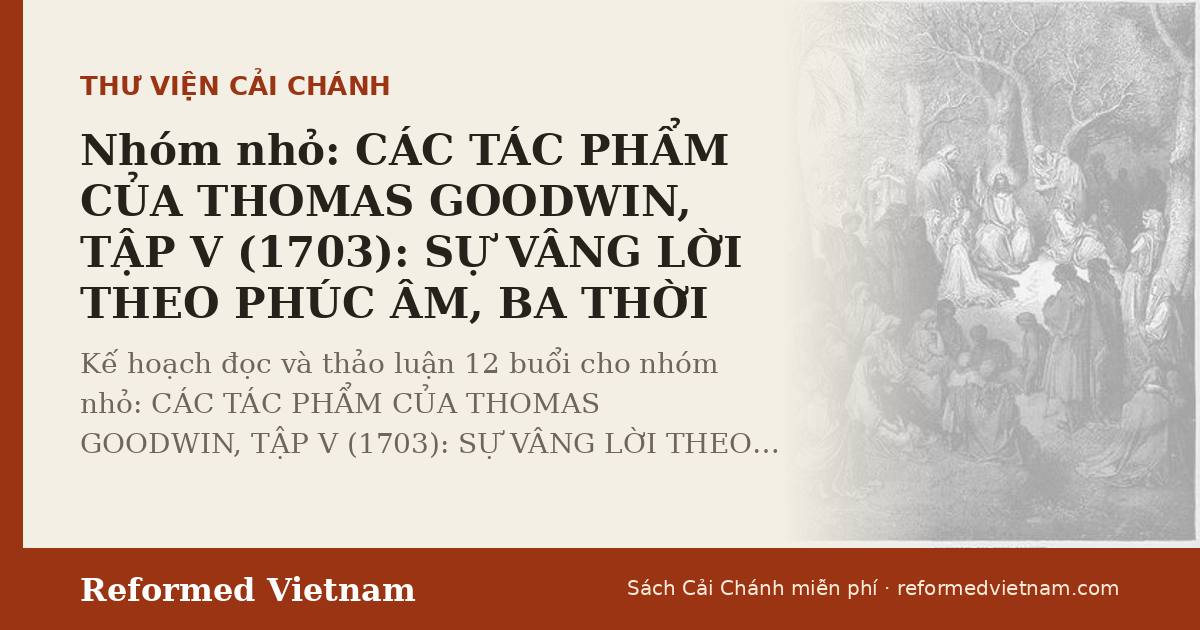 THƯ VIỆN CẢI CHÁNH
Nhóm nhỏ: CÁC TÁC PHẨM
CỦA THOMAS GOODWIN,
TẬP V (1703): SỰ VÂNG LỜI
THEO PHÚC ÂM, BA THỜI
Kế hoạch đọc và thảo luận 12 buổi cho nhóm
nhỏ: CÁC TÁC PHẨM CỦA THOMAS
GOODWIN, TẬP V (1703): SỰ VÂNG LỜI THEO...
Reformed Vietnam
Sách Cải Chánh miễn phí · reformedvietnam.com